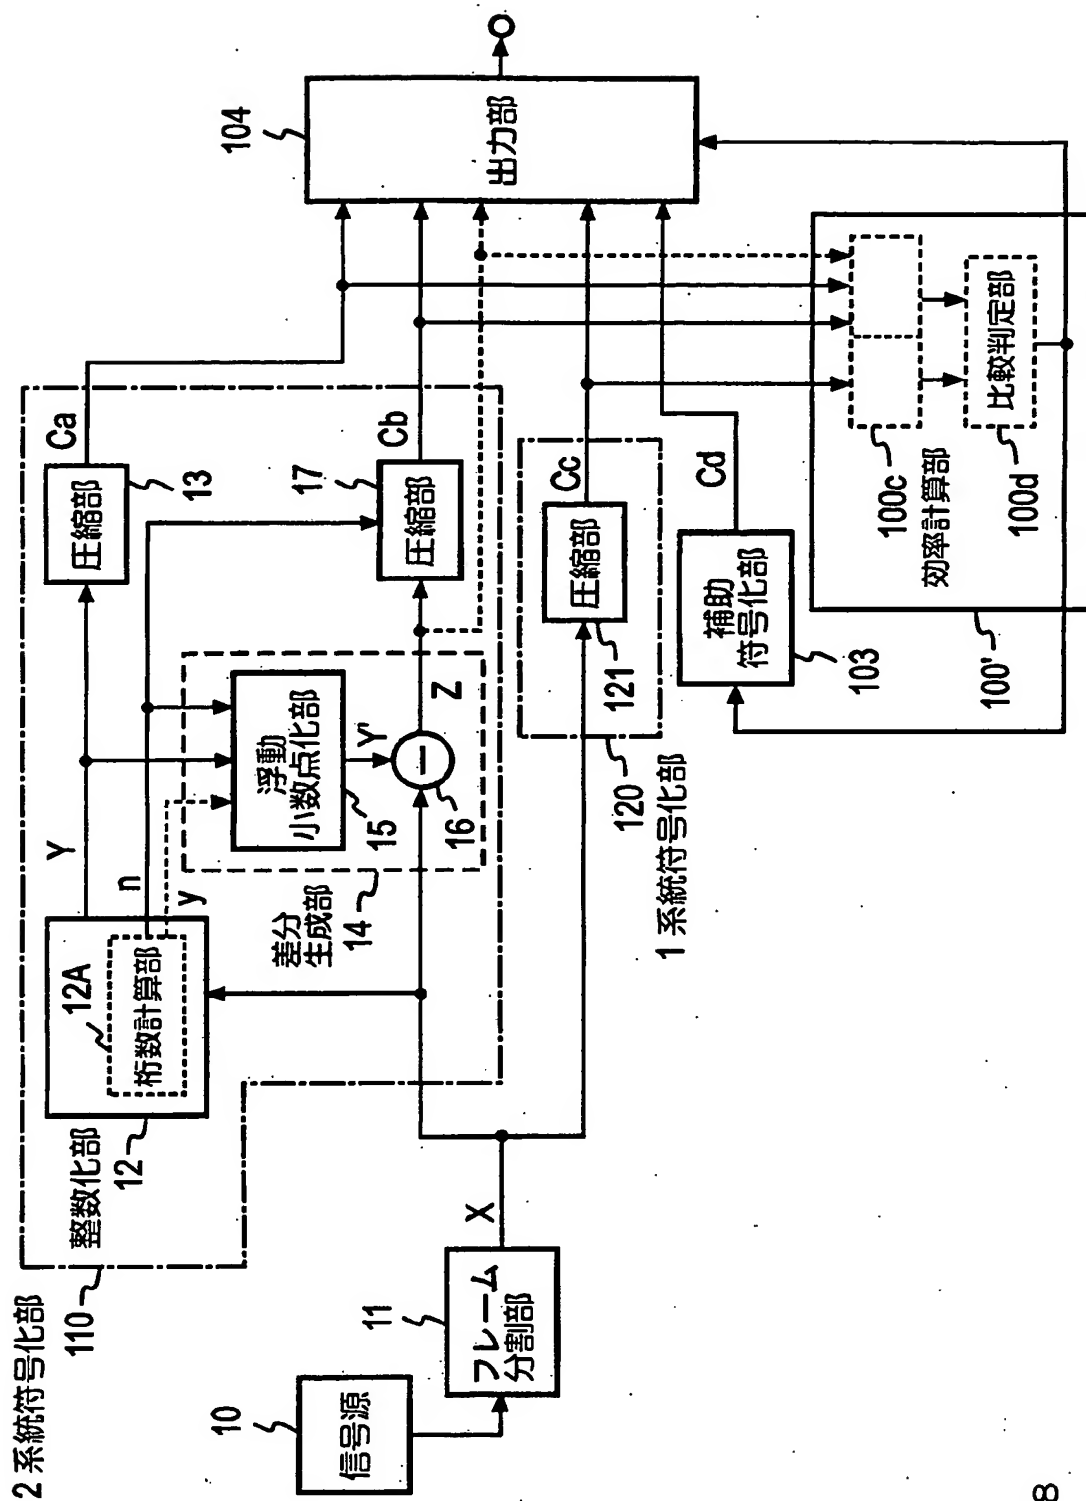 2 系統符号化部
110
整数化部
12
12A
桁数計算部
Y
n
y
圧縮部
13
Ca
差分
生成部
14
浮動
小数点化部
15
Y'
16
Z
17
圧縮部
Cb
104
出力部
信号源
10
フレーム
分割部
11
X
1 系統符号化部
120
圧縮部
121
Cc
補助
符号化部
103
Cd
100'
効率計算部
100c
比較判定部
100d
8